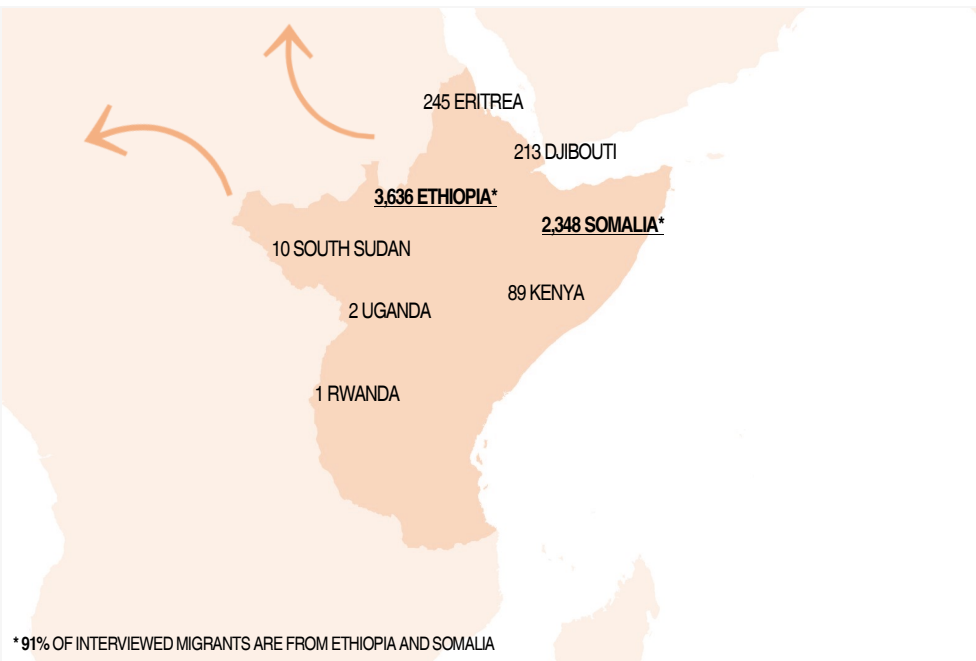 245 ERITREA
213 DJIBOUTI
3,636 ETHIOPIA*
2,348 SOMALIA*
10 SOUTH SUDAN
89 KENYA
2 UGANDA
1 RWANDA
* 91% OF INTERVIEWED MIGRANTS ARE FROM ETHIOPIA AND SOMALIA